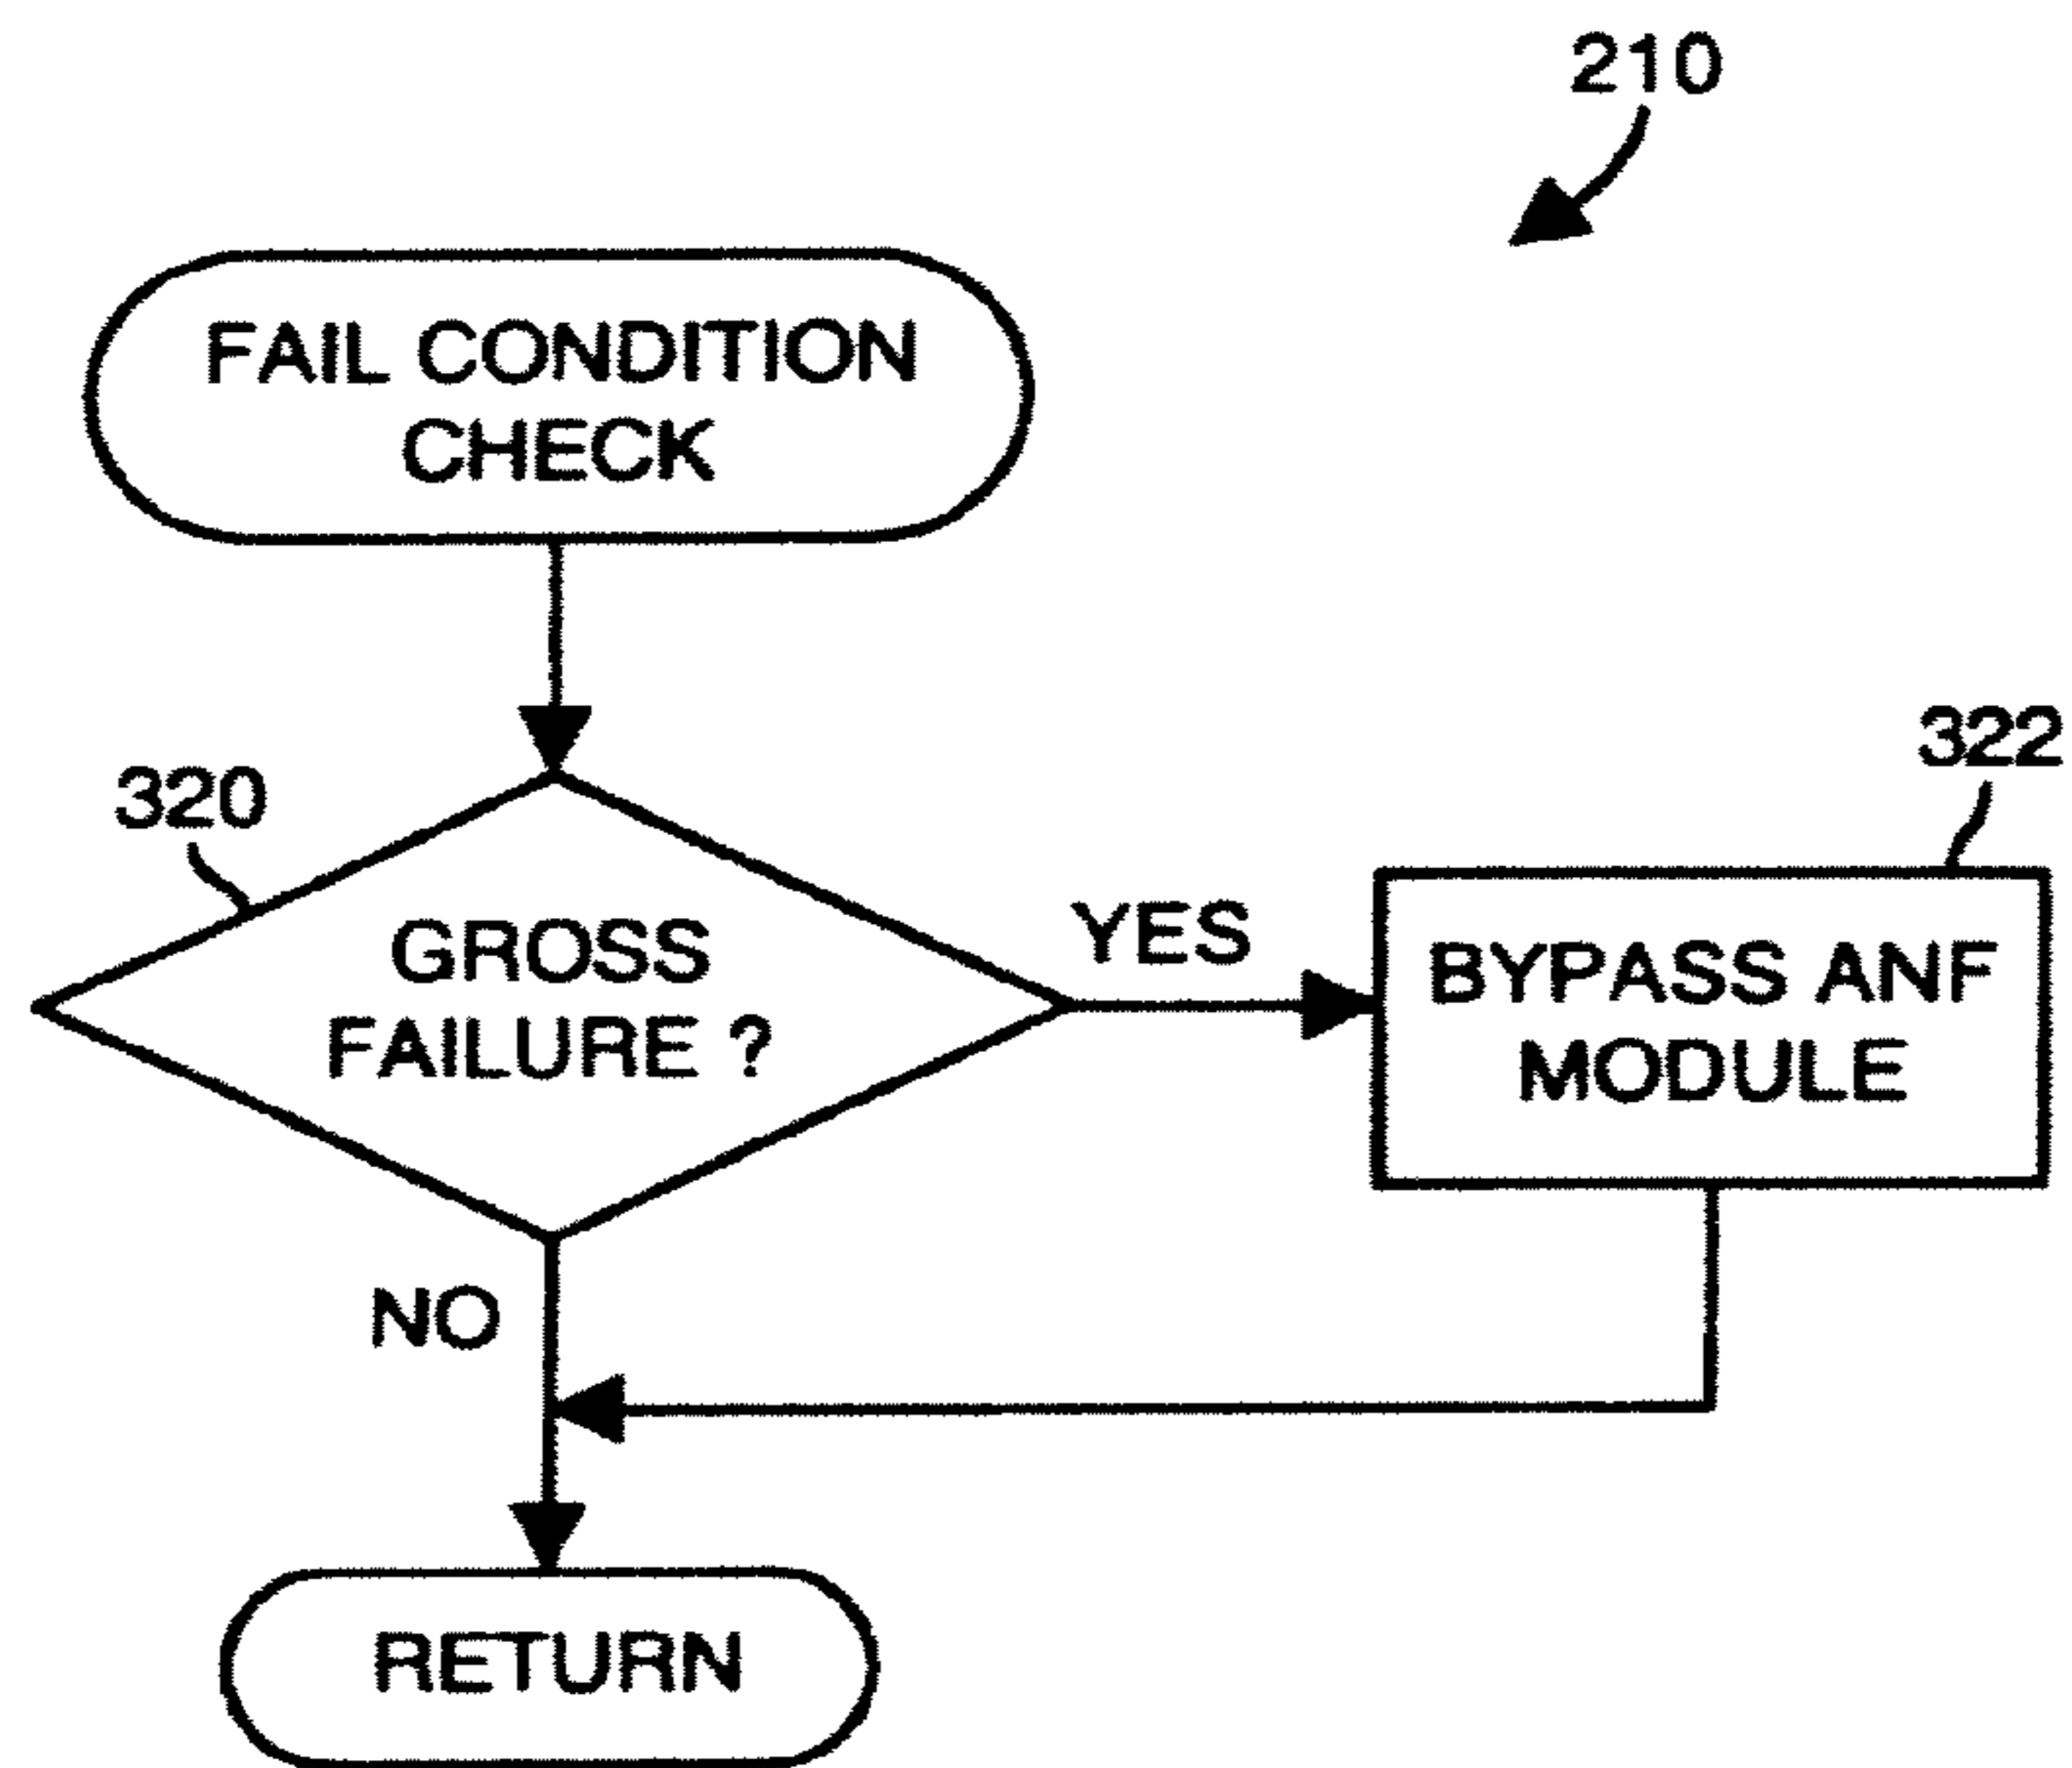 210
FAIL CONDITION
CHECK
322
320
GROSS
FAILURE ?
YES
BYPASS ANF
MODULE
NO
RETURN